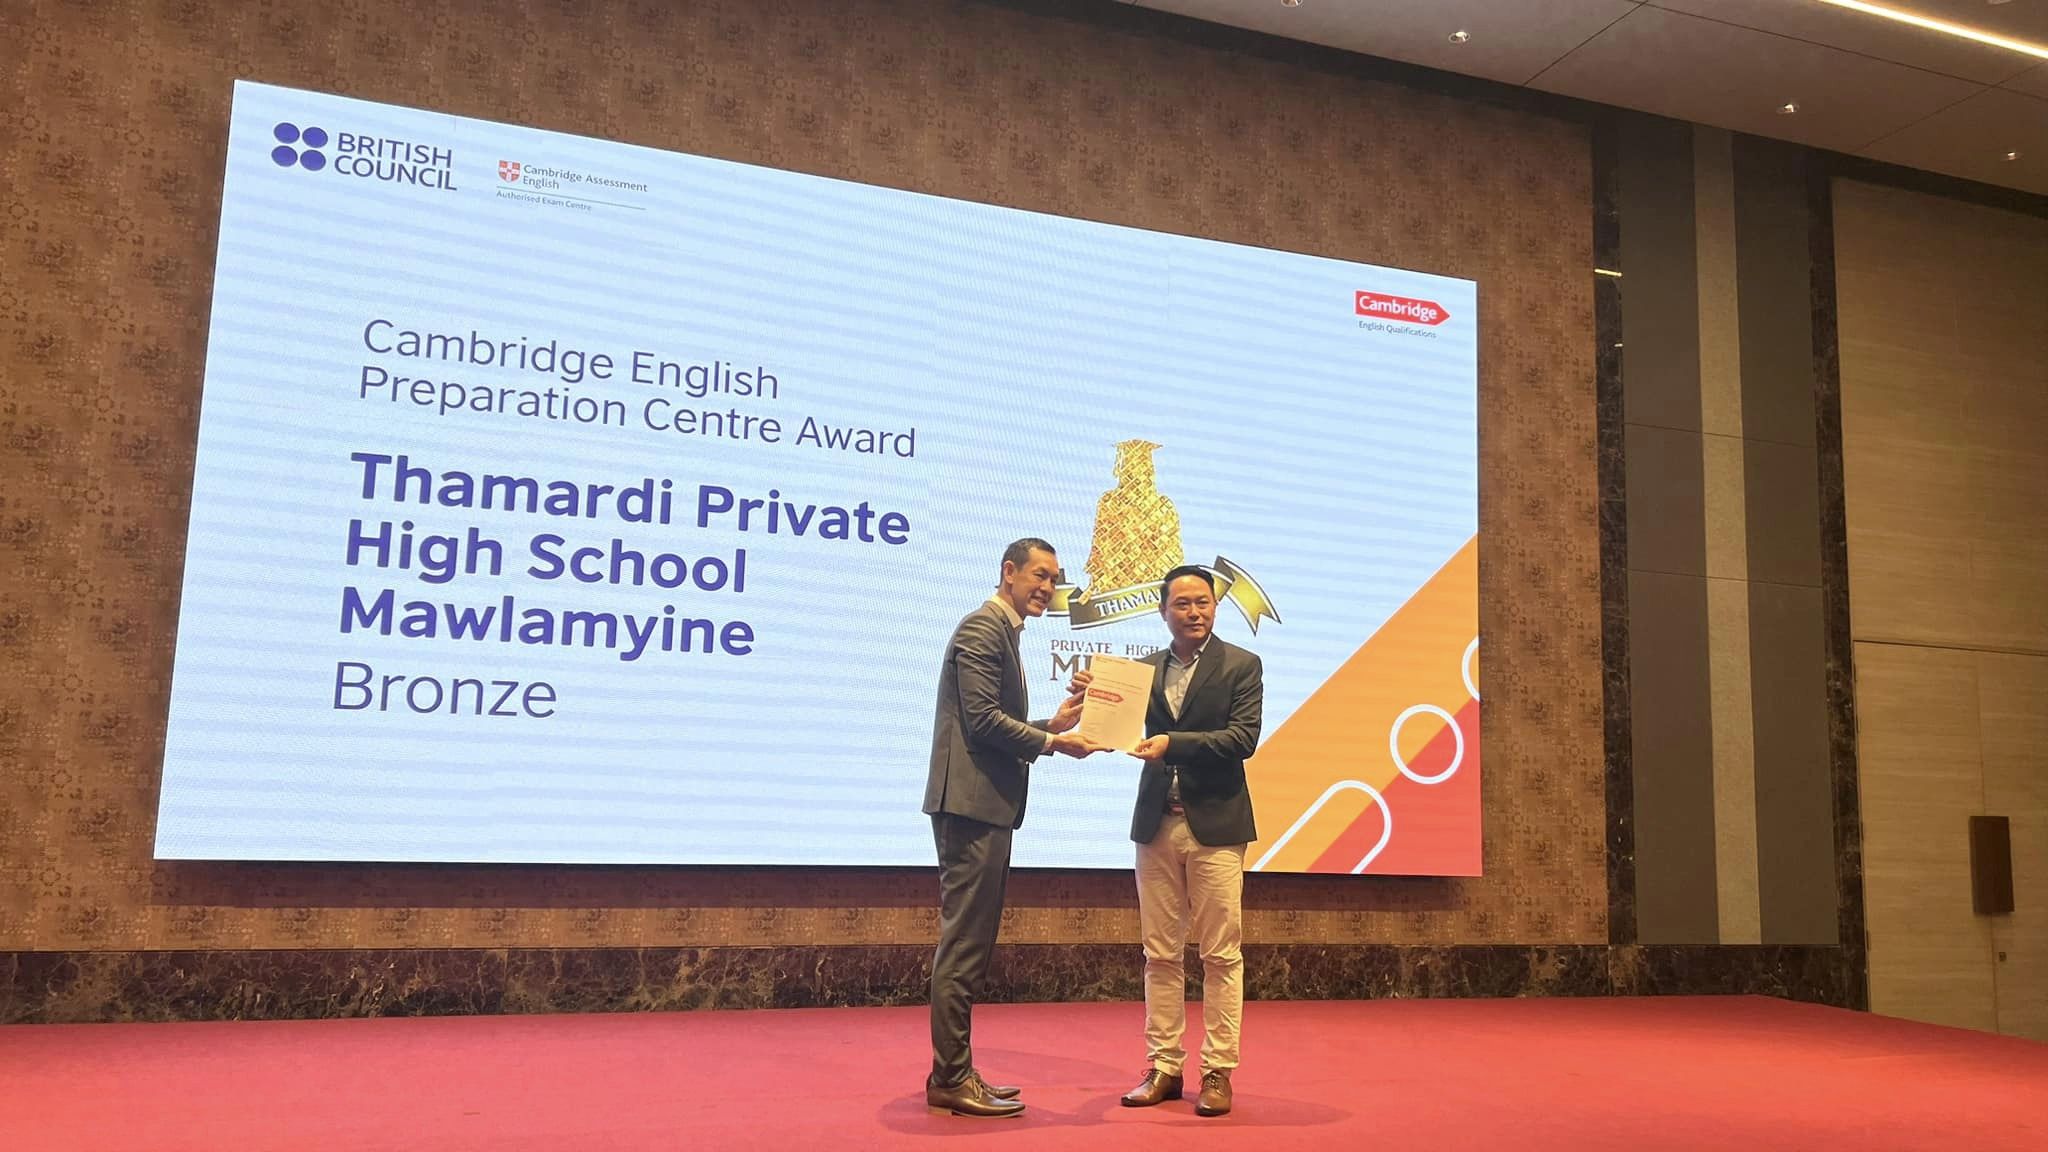 BRITISH
COUNCIL
Cambridge Assessment
English
Authorised Exam Centre
Cambridge
English Qualifications
Cambridge English
Preparation Centre Award
Thamardi Private
High School
Mawlamyine
Bronze
PRIVATE HIGH
Cambridge